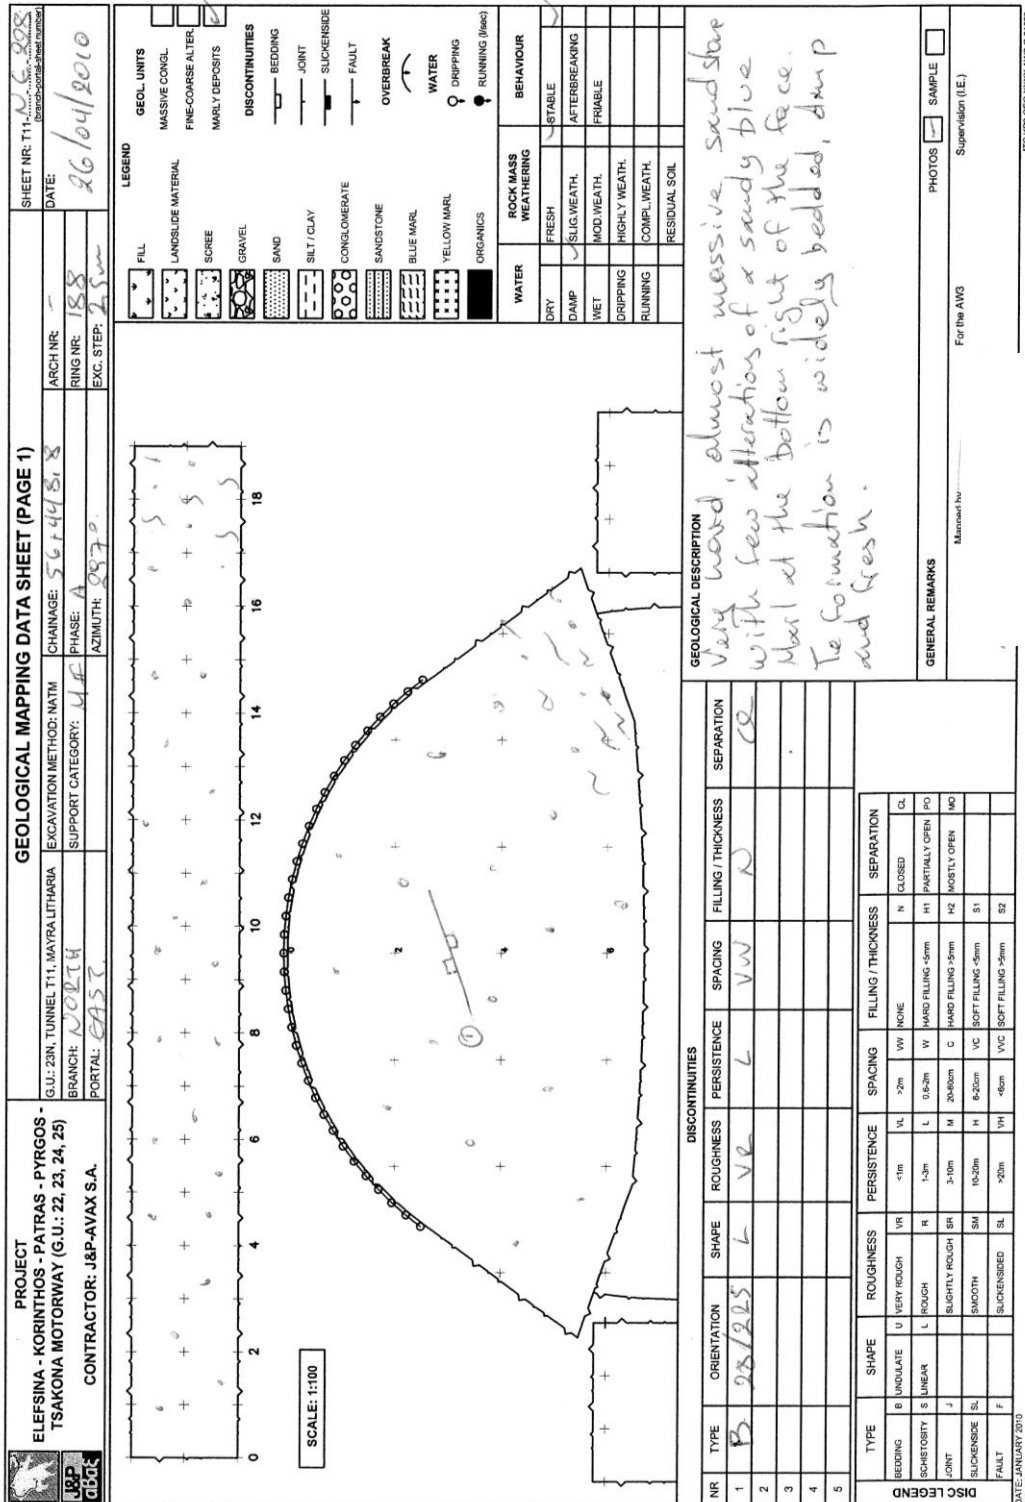 PROJECT
ELEFSINA - KORINTHOS - PATRAS - PYRGOS -
TSAKONA MOTORWAY (G.U.: 22, 23, 24, 25)
CONTRACTOR: J&P-AVAX S.A.
J&P
GEOLOGICAL MAPPING DATA SHEET (PAGE 1)
G.U.: 23N, TUNNEL T11, MAYRA LITHARIA
BRANCH: NORTH
PORTAL: EAST
EXCAVATION METHOD: NATM
SUPPORT CATEGORY:
CHAINAGE: 56+448,8
PHASE: A
AZIMUTH:
ARCH NR: -
RING NR: 188
EXC. STEP:
SHEET NR: T11-
(branch-portal-sheet number)
DATE:
26/04/2010
0 2 4 6 8 10 12 14 16 18
SCALE: 1:100
0
2
4
6
1
LEGEND
FILL
LANDSLIDE MATERIAL
SCREE
GRAVEL
SAND
SILT / CLAY
CONGLOMERATE
SANDSTONE
BLUE MARL
YELLOW MARL
ORGANICS
GEOL. UNITS
MASSIVE CONGL.
FINE-COARSE ALTER.
MARLY DEPOSITS
DISCONTINUITIES
BEDDING
JOINT
SLICKENSIDE
FAULT
OVERBREAK
WATER
DRIPPING
RUNNING (l/sec)
WATER ROCK MASS WEATHERING BEHAVIOUR
DRY FRESH STABLE
DAMP SLIG.WEATH. AFTERBREAKING
WET MOD.WEATH. FRIABLE
DRIPPING HIGHLY WEATH.
RUNNING COMPL.WEATH.
RESIDUAL SOIL
DISCONTINUITIES
NR TYPE ORIENTATION SHAPE ROUGHNESS PERSISTENCE SPACING FILLING / THICKNESS SEPARATION
1 B 28/225 L VR L VW N
2
3
4
5
DISC LEGEND
TYPE SHAPE ROUGHNESS PERSISTENCE SPACING FILLING / THICKNESS SEPARATION
BEDDING B UNDULATE U VERY ROUGH VR <1m VL >2m VW NONE N CLOSED CL
SCHISTOSITY S LINEAR L ROUGH R 1-3m L 0.6-2m W HARD FILLING <5mm H1 PARTIALLY OPEN PO
JOINT J SLIGHTLY ROUGH SR 3-10m M 20-60cm C HARD FILLING >5mm H2 MOSTLY OPEN MO
SLICKENSIDE SL SMOOTH SM 10-20m H 6-20cm VC SOFT FILLING <5mm S1
FAULT F SLICKENSIDED SL >20m VH <6cm VVC SOFT FILLING >5mm S2
GEOLOGICAL DESCRIPTION
Very hard, almost massive sandstone
with few alterations of a sandy blue
Marl at the bottom right of the face.
Te formation is widely bedded, damp
and fresh.
GENERAL REMARKS
PHOTOS
SAMPLE
Mapped by
For the AW3
Supervision (I.E.)
DATE: JANUARY 2010